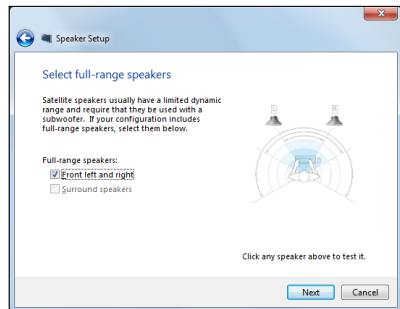 Speaker Setup
Select full-range speakers
Satellite speakers usually have a limited dynamic
range and require that they be used with a
subwoofer. If your configuration includes
full-range speakers, select them below.
L R
Full-range speakers:
Front left and right
Surround speakers
Click any speaker above to test it.
Next Cancel